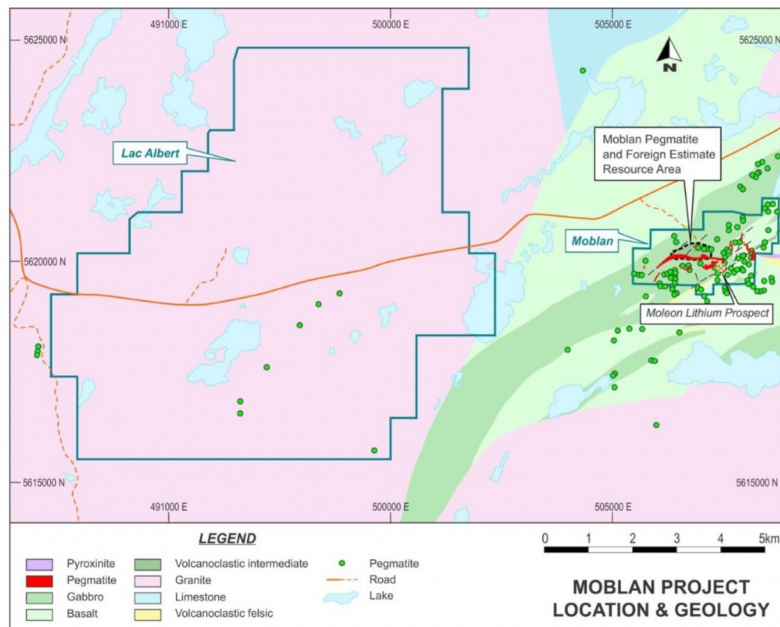 491000 E
500000 E
505000 E
5625000 N
5625000 N
N
Lac Albert
Moblan Pegmatite
and Foreign Estimate
Resource Area
Moblan
5620000 N
5620000 N
Moleon Lithium Prospect
5615000 N
5615000 N
491000 E
500000 E
505000 E
LEGEND
Pyroxinite
Pegmatite
Gabbro
Basalt
Volcanoclastic intermediate
Granite
Limestone
Volcanoclastic felsic
Pegmatite
Road
Lake
0 1 2 3 4 5km
MOBLAN PROJECT
LOCATION & GEOLOGY